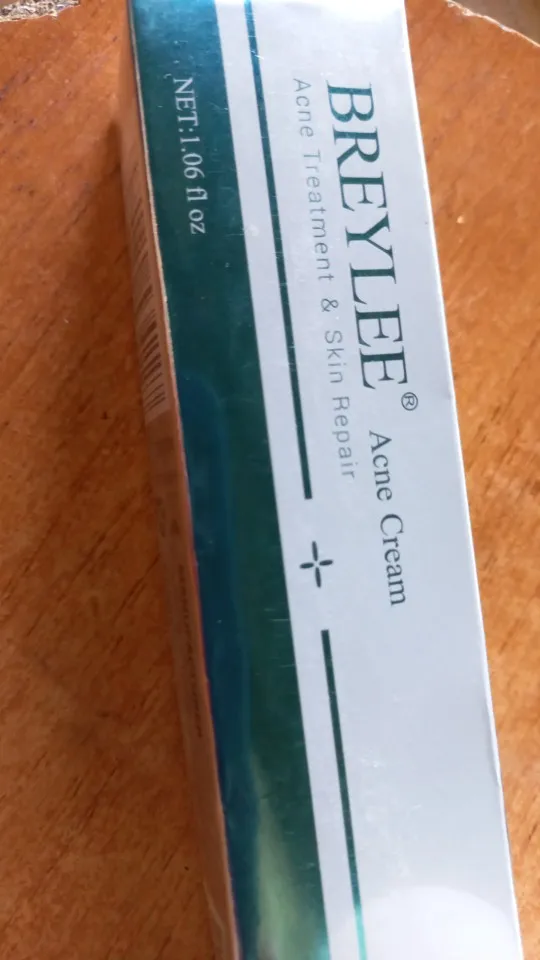 BREYLEE® Acne Cream
Acne Treatment & Skin Repair
NET:1.06 fl oz